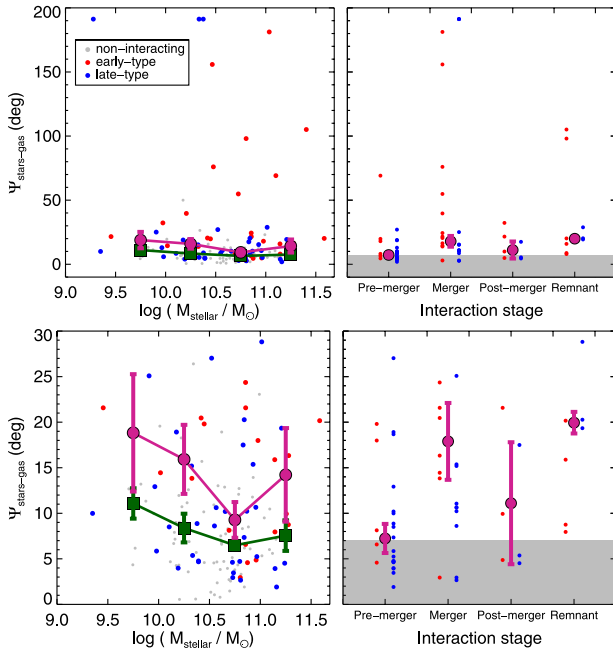 200
150
100
50
0
Ψstars-gas (deg)
non-interacting
early-type
late-type
9.0 9.5 10.0 10.5 11.0 11.5
log ( Mstellar / M⊙)
Pre-merger Merger Post-merger Remnant
Interaction stage
30
25
20
15
10
5
0
Ψstars-gas (deg)
9.0 9.5 10.0 10.5 11.0 11.5
log ( Mstellar / M⊙)
Pre-merger Merger Post-merger Remnant
Interaction stage